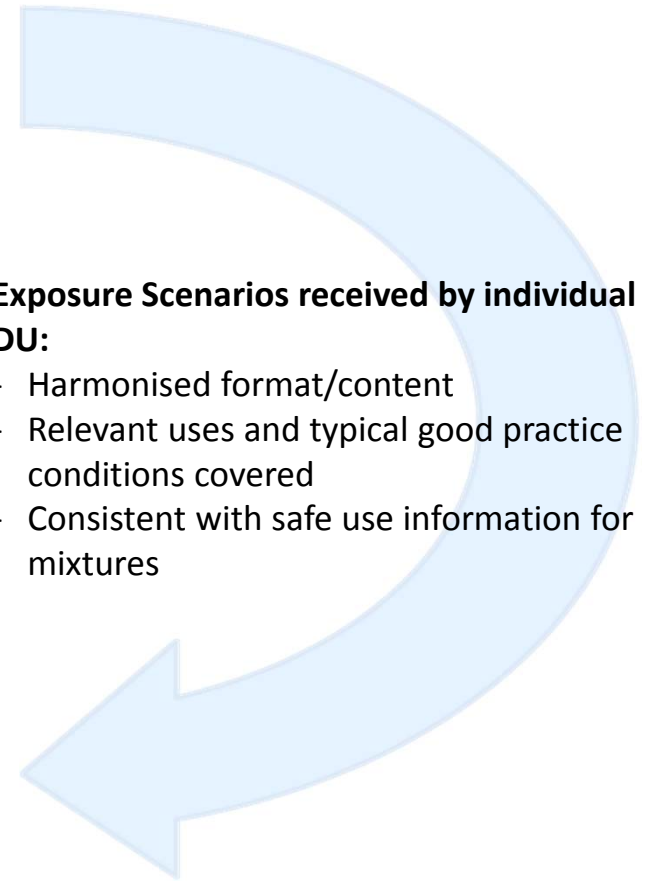 Exposure Scenarios received by individual
DU:
- Harmonised format/content
- Relevant uses and typical good practice
conditions covered
- Consistent with safe use information for
mixtures